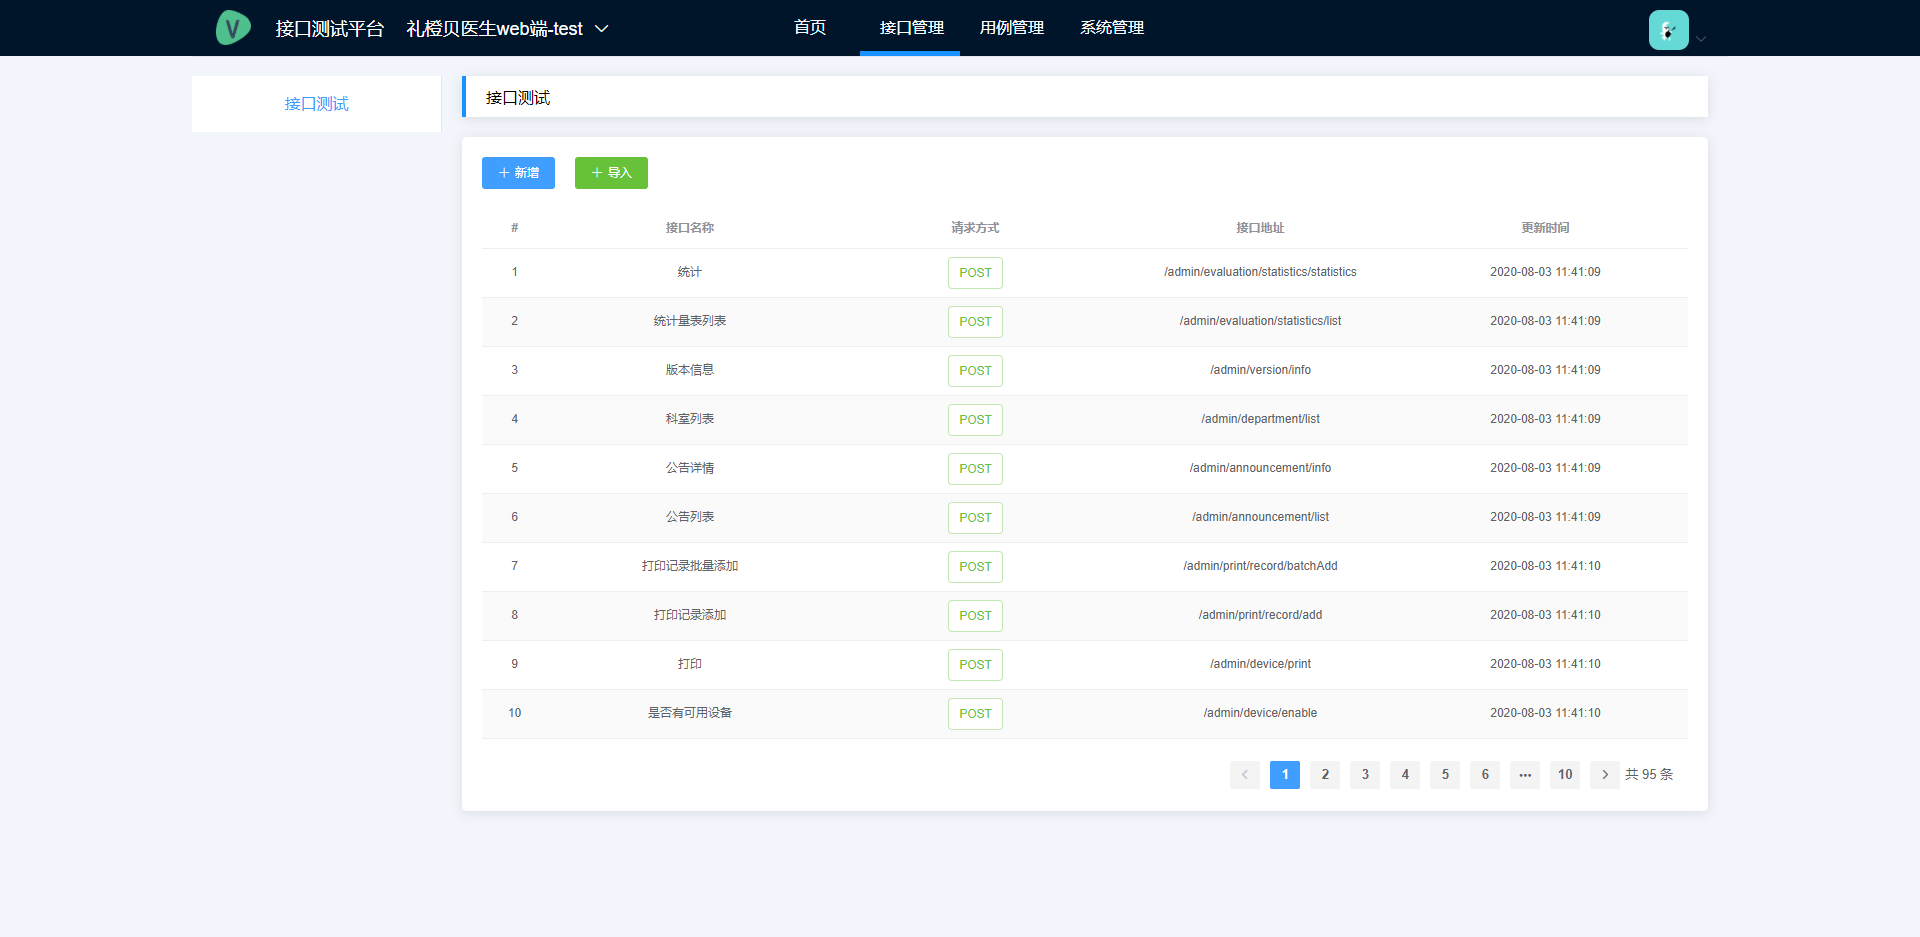 V 接口测试平台 礼橙贝医生web端-test 首页 接口管理 用例管理 系统管理
接口测试
接口测试
新增 导入
# 接口名称 请求方式 接口地址 更新时间
1 统计 POST /admin/evaluation/statistics/statistics 2020-08-03 11:41:09
2 统计量表列表 POST /admin/evaluation/statistics/list 2020-08-03 11:41:09
3 版本信息 POST /admin/version/info 2020-08-03 11:41:09
4 科室列表 POST /admin/department/list 2020-08-03 11:41:09
5 公告详情 POST /admin/announcement/info 2020-08-03 11:41:09
6 公告列表 POST /admin/announcement/list 2020-08-03 11:41:09
7 打印记录批量添加 POST /admin/print/record/batchAdd 2020-08-03 11:41:10
8 打印记录添加 POST /admin/print/record/add 2020-08-03 11:41:10
9 打印 POST /admin/device/print 2020-08-03 11:41:10
10 是否有可用设备 POST /admin/device/enable 2020-08-03 11:41:10
1 2 3 4 5 6 ••• 10 共 95 条